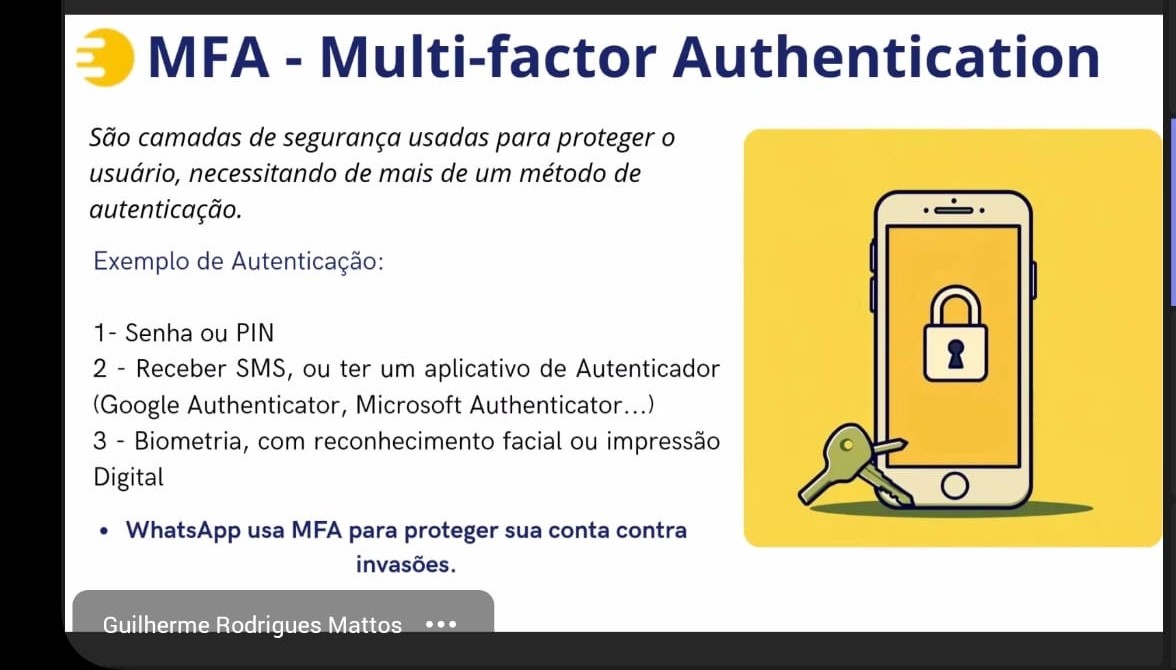 MFA - Multi-factor Authentication
São camadas de segurança usadas para proteger o
usuário, necessitando de mais de um método de
autenticação.
Exemplo de Autenticação:
1- Senha ou PIN
2 - Receber SMS, ou ter um aplicativo de Autenticador
(Google Authenticator, Microsoft Authenticator...)
3 - Biometria, com reconhecimento facial ou impressão
Digital
• WhatsApp usa MFA para proteger sua conta contra
invasões.
Guilherme Rodrigues Mattos •••